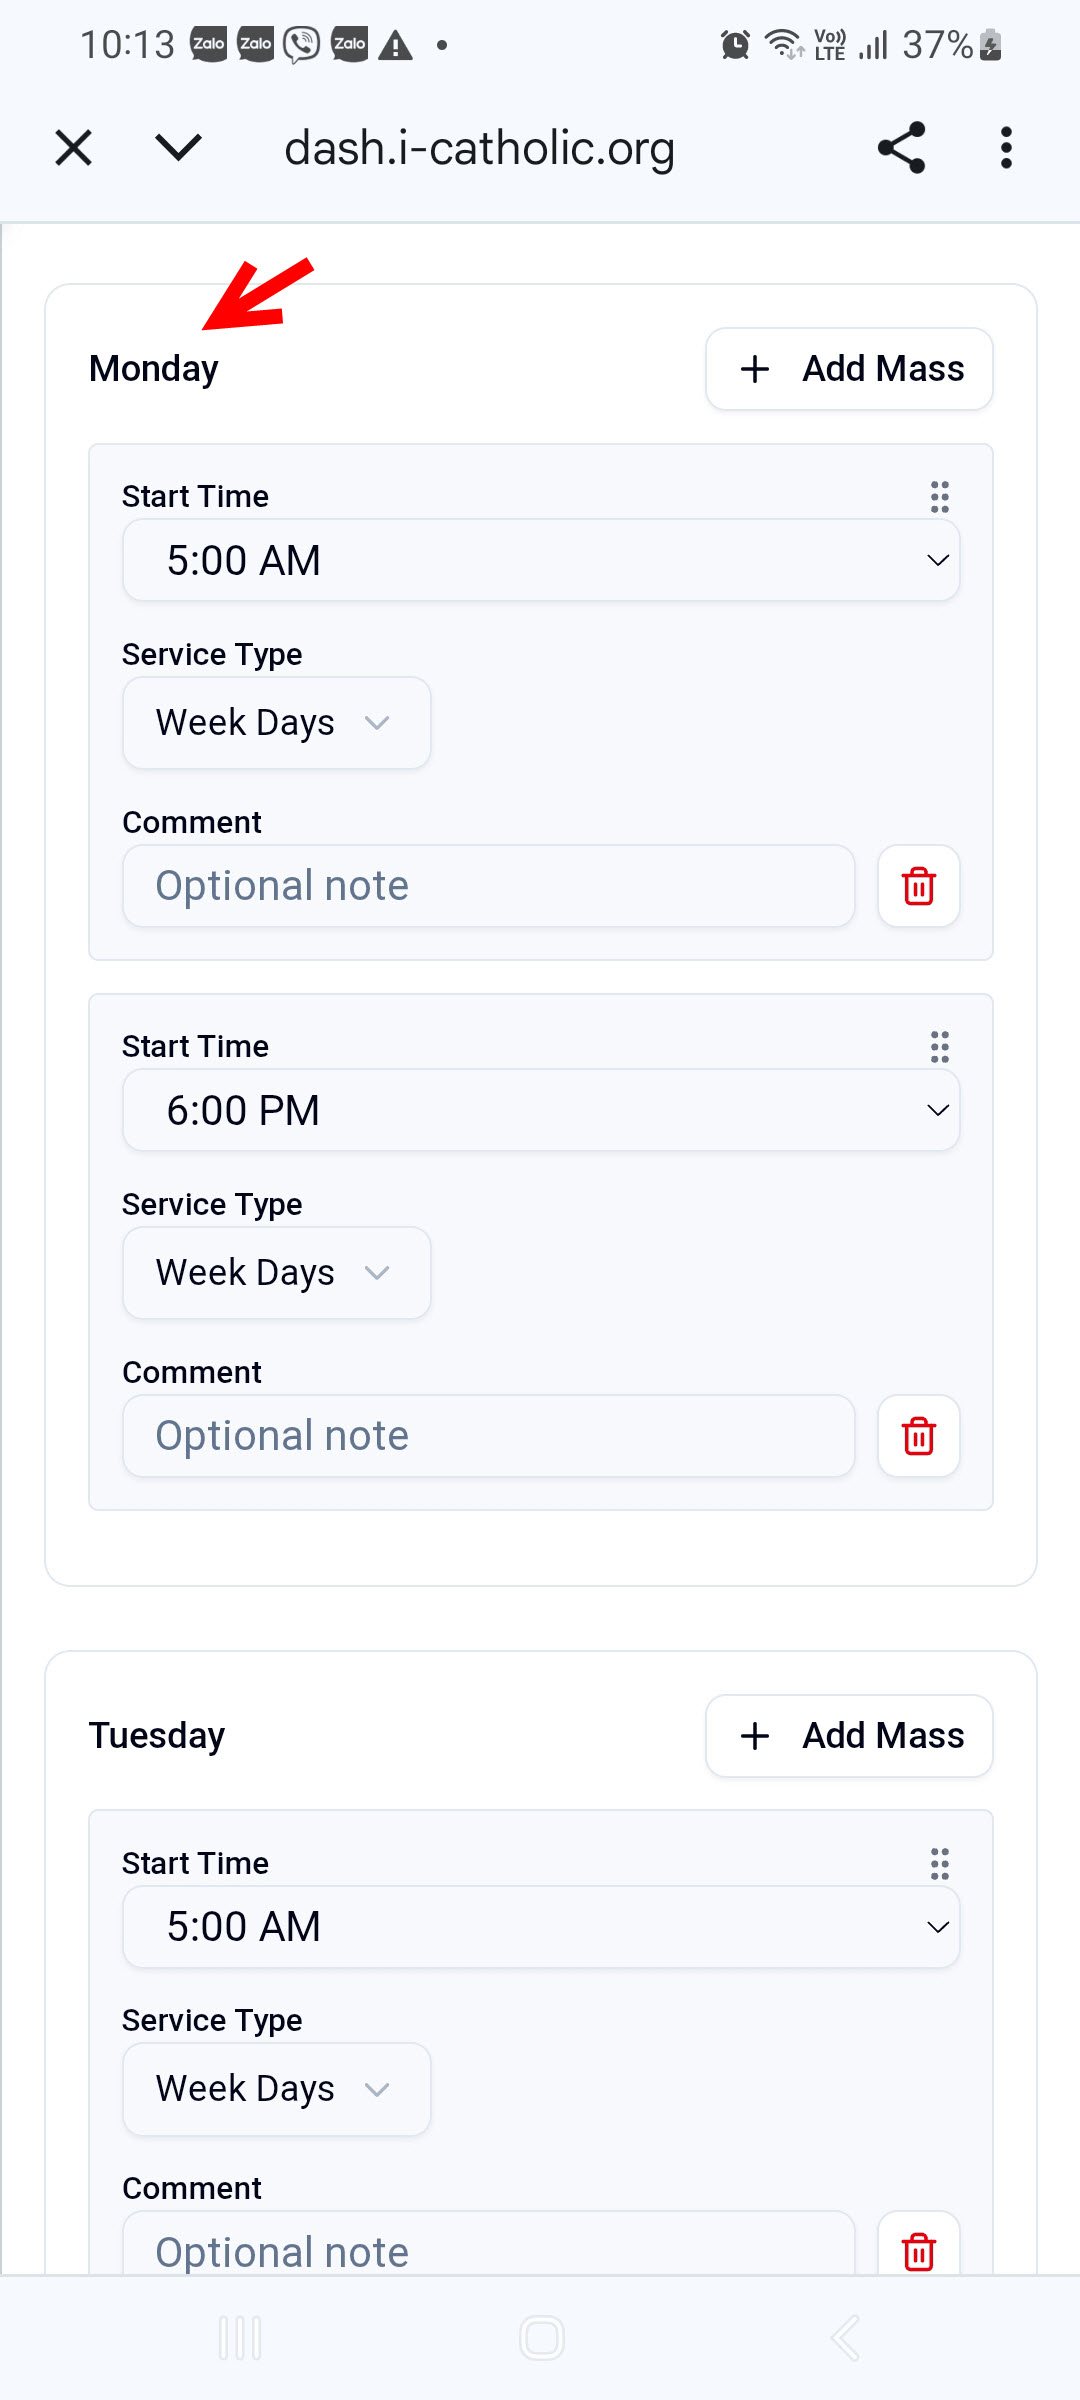 10:13 Zalo Zalo Zalo Vo)) LTE 37%
dash.i-catholic.org
Monday
+ Add Mass
Start Time
5:00 AM
Service Type
Week Days
Comment
Optional note
Start Time
6:00 PM
Service Type
Week Days
Comment
Optional note
Tuesday
+ Add Mass
Start Time
5:00 AM
Service Type
Week Days
Comment
Optional note